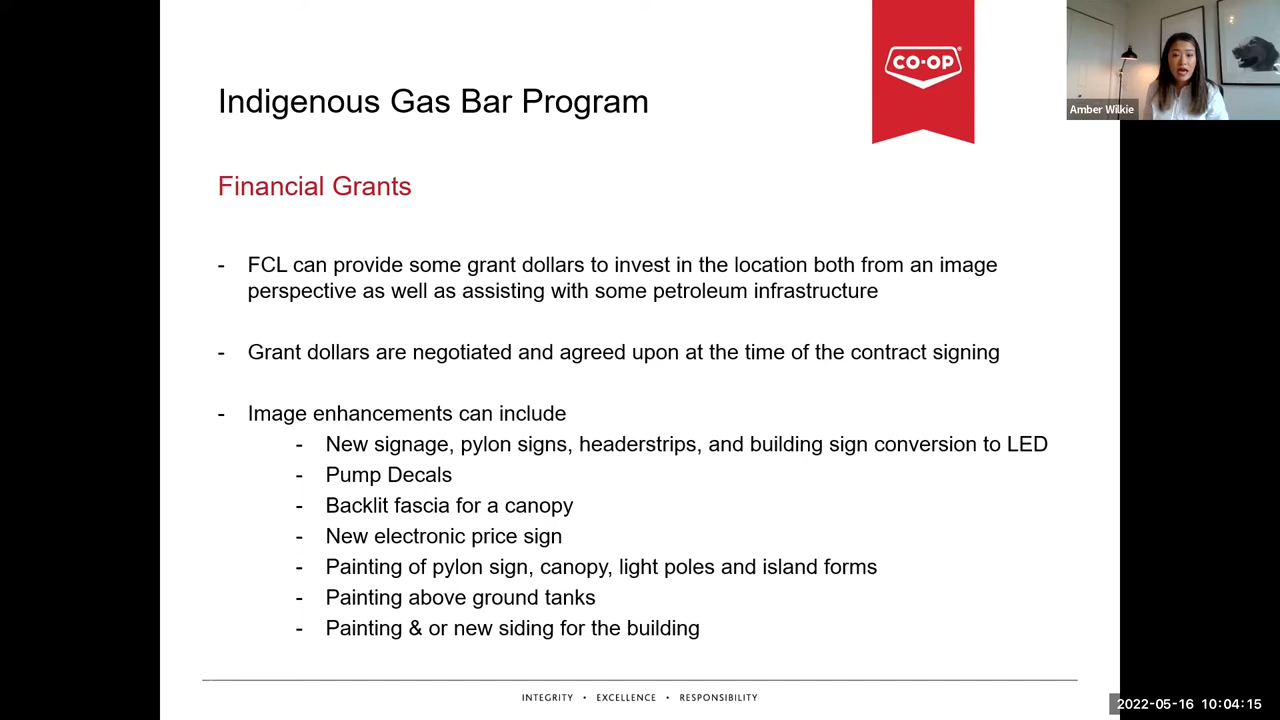 CO-OP®
Amber Wilkie
Indigenous Gas Bar Program
Financial Grants
- FCL can provide some grant dollars to invest in the location both from an image
perspective as well as assisting with some petroleum infrastructure
- Grant dollars are negotiated and agreed upon at the time of the contract signing
- Image enhancements can include
- New signage, pylon signs, headerstrips, and building sign conversion to LED
- Pump Decals
- Backlit fascia for a canopy
- New electronic price sign
- Painting of pylon sign, canopy, light poles and island forms
- Painting above ground tanks
- Painting & or new siding for the building
INTEGRITY • EXCELLENCE • RESPONSIBILITY
2022-05-16 10:04:15